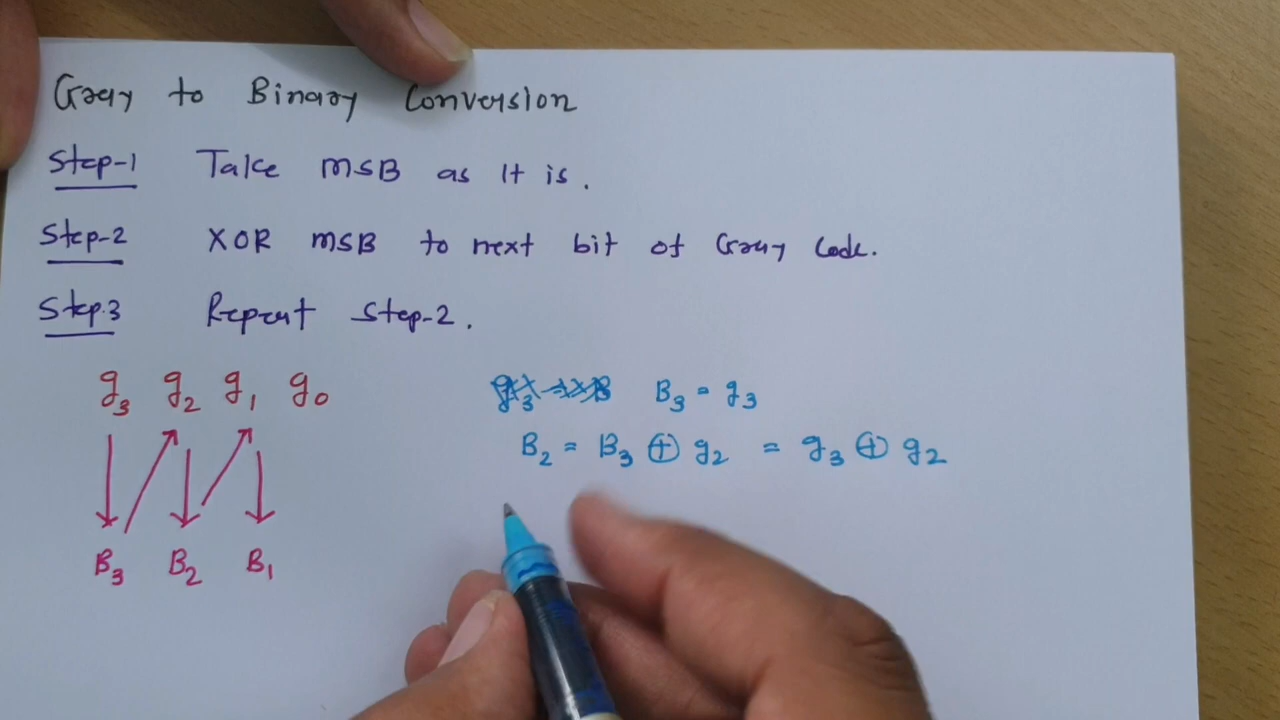 Gray to Binary Conversion
Step-1 Take MSB as it is.
Step-2 XOR MSB to next bit of Gray Code.
Step.3 Repeat Step-2.
g₃ g₂ g₁ g₀
B₃ = g₃
B₂ = B₃ ⊕ g₂ = g₃ ⊕ g₂
B₃ B₂ B₁